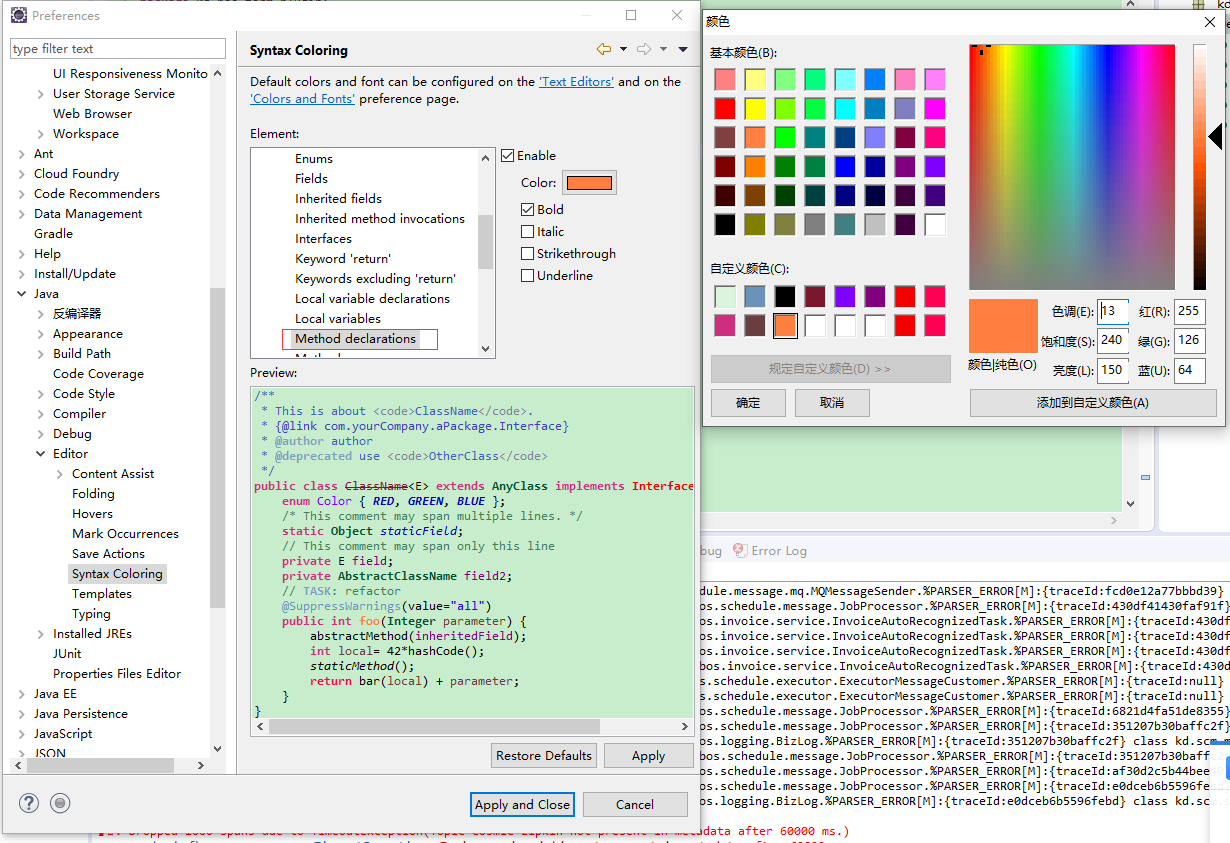 Preferences
type filter text
UI Responsiveness Monito
User Storage Service
Web Browser
Workspace
Ant
Cloud Foundry
Code Recommenders
Data Management
Gradle
Help
Install/Update
Java
反编译器
Appearance
Build Path
Code Coverage
Code Style
Compiler
Debug
Editor
Content Assist
Folding
Hovers
Mark Occurrences
Save Actions
Syntax Coloring
Templates
Typing
Installed JREs
JUnit
Properties Files Editor
Java EE
Java Persistence
JavaScript
JSON
Syntax Coloring
Default colors and font can be configured on the 'Text Editors' and on the
'Colors and Fonts' preference page.
Element:
Enums
Fields
Inherited fields
Inherited method invocations
Interfaces
Keyword 'return'
Keywords excluding 'return'
Local variable declarations
Local variables
Method declarations
Enable
Color:
Bold
Italic
Strikethrough
Underline
Preview:
/**
* This is about <code>ClassName</code>.
* {@link com.yourCompany.aPackage.Interface}
* @author author
* @deprecated use <code>OtherClass</code>
*/
public class ClassName<E> extends AnyClass implements Interface
enum Color { RED, GREEN, BLUE };
/* This comment may span multiple lines. */
static Object staticField;
// This comment may span only this line
private E field;
private AbstractClassName field2;
// TASK: refactor
@SuppressWarnings(value="all")
public int foo(Integer parameter) {
abstractMethod(inheritedField);
int local= 42*hashCode();
staticMethod();
return bar(local) + parameter;
}
}
Restore Defaults
Apply
Apply and Close
Cancel
颜色
基本颜色(B):
自定义颜色(C):
规定自定义颜色(D) >>
确定
取消
颜色|纯色(O)
色调(E): 13 红(R): 255
饱和度(S): 240 绿(G): 126
亮度(L): 150 蓝(U): 64
添加到自定义颜色(A)
kd
bug
Error Log
dule.message.mq.MQMessageSender.%PARSER_ERROR[M]:{traceId:fcd0e12a77bbbd39}
os.schedule.message.JobProcessor.%PARSER_ERROR[M]:{traceId:430df41430faf91f}
os.invoice.service.InvoiceAutoRecognizedTask.%PARSER_ERROR[M]:{traceId:430df
bos.invoice.service.InvoiceAutoRecognizedTask.%PARSER_ERROR[M]:{traceId:430df
os.invoice.service.InvoiceAutoRecognizedTask.%PARSER_ERROR[M]:{traceId:430df
bos.invoice.service.InvoiceAutoRecognizedTask.%PARSER_ERROR[M]:{traceId:430d
s.schedule.executor.ExecutorMessageCustomer.%PARSER_ERROR[M]:{traceId:null}
s.schedule.executor.ExecutorMessageCustomer.%PARSER_ERROR[M]:{traceId:null}
os.schedule.message.JobProcessor.%PARSER_ERROR[M]:{traceId:6821d4fa51de8355}
os.schedule.message.JobProcessor.%PARSER_ERROR[M]:{traceId:351207b30baffc2f}
os.logging.BizLog.%PARSER_ERROR[M]:{traceId:351207b30baffc2f} class kd.scm.
os.schedule.message.JobProcessor.%PARSER_ERROR[M]:{traceId:351207b30baff
os.schedule.message.JobProcessor.%PARSER_ERROR[M]:{traceId:af30d2c5b44bee
os.schedule.message.JobProcessor.%PARSER_ERROR[M]:{traceId:e0dceb6b5596fe
os.logging.BizLog.%PARSER_ERROR[M]:{traceId:e0dceb6b5596febd} class kd.sc
data after 60000 ms.)